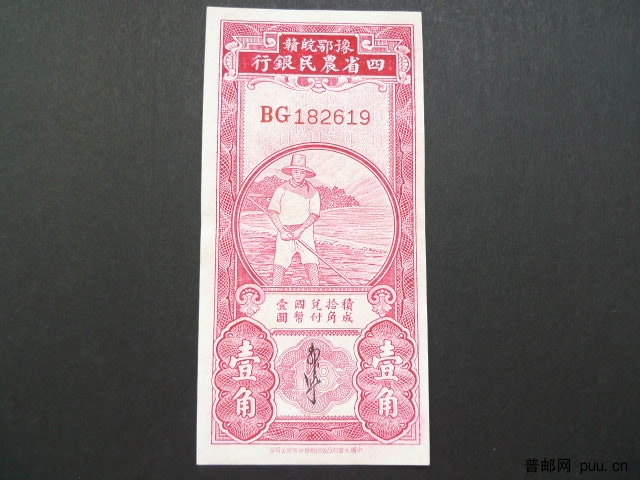 豫鄂皖贛
四省農民銀行
BG182619
積成拾角兌付國幣壹圓
壹角
壹角
普邮网 puu.cn